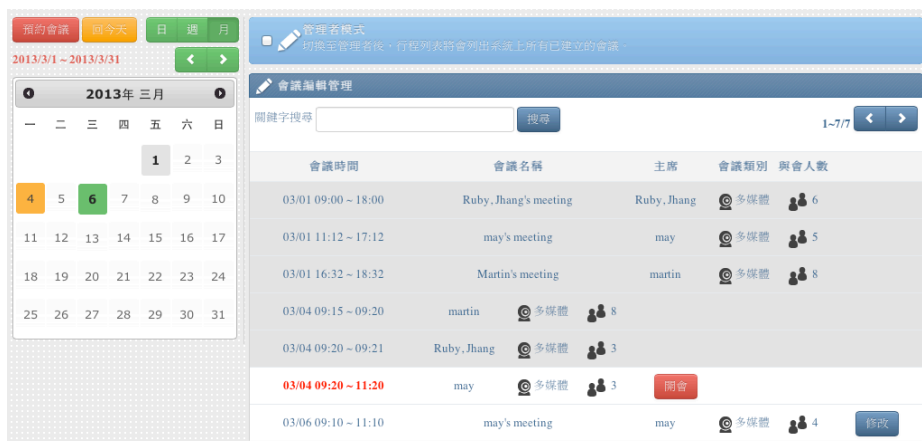 預約會議 回今天 日 週 月
2013/3/1 ~ 2013/3/31
2013年 三月
一 二 三 四 五 六 日
1 2 3
4 5 6 7 8 9 10
11 12 13 14 15 16 17
18 19 20 21 22 23 24
25 26 27 28 29 30 31
管理者模式
切換至管理者後，行程列表將會列出系統上所有已建立的會議。
會議編輯管理
關鍵字搜尋 搜尋 1~7/7
會議時間 會議名稱 主席 會議類別 與會人數
03/01 09:00 ~ 18:00 Ruby, Jhang's meeting Ruby, Jhang 多媒體 6
03/01 11:12 ~ 17:12 may's meeting may 多媒體 5
03/01 16:32 ~ 18:32 Martin's meeting martin 多媒體 8
03/04 09:15 ~ 09:20 martin 多媒體 8
03/04 09:20 ~ 09:21 Ruby, Jhang 多媒體 3
03/04 09:20 ~ 11:20 may 多媒體 3 開會
03/06 09:10 ~ 11:10 may's meeting may 多媒體 4 修改